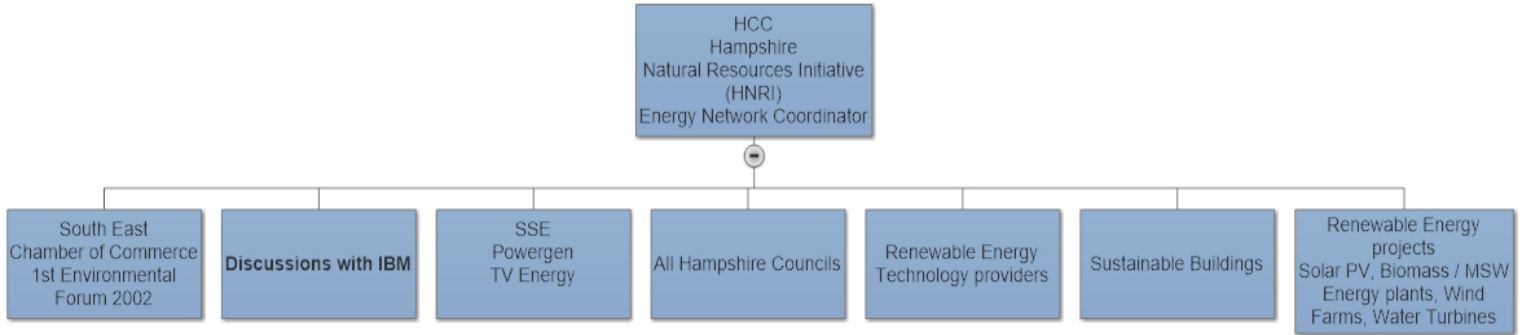 HCC
Hampshire
Natural Resources Initiative
(HNRI)
Energy Network Coordinator
South East
Chamber of Commerce
1st Environmental
Forum 2002
Discussions with IBM
SSE
Powergen
TV Energy
All Hampshire Councils
Renewable Energy
Technology providers
Sustainable Buildings
Renewable Energy
projects
Solar PV, Biomass / MSW
Energy plants, Wind
Farms, Water Turbines